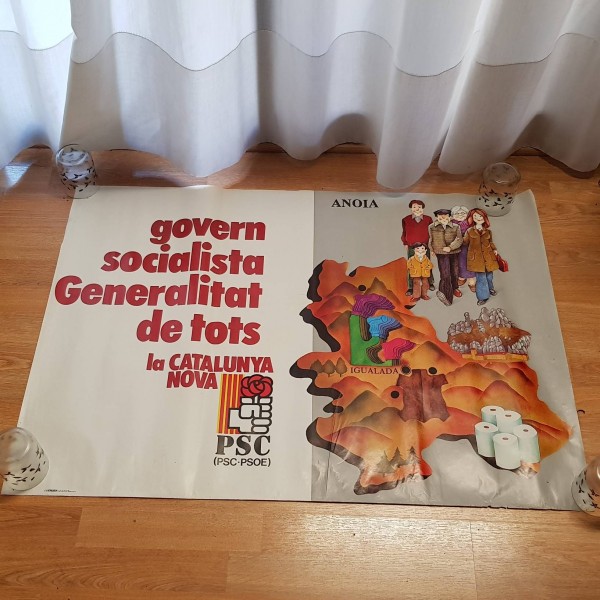 govern
socialista
Generalitat
de tots
la CATALUNYA
NOVA
PSC
(PSC-PSOE)
ANOIA
IGUALADA